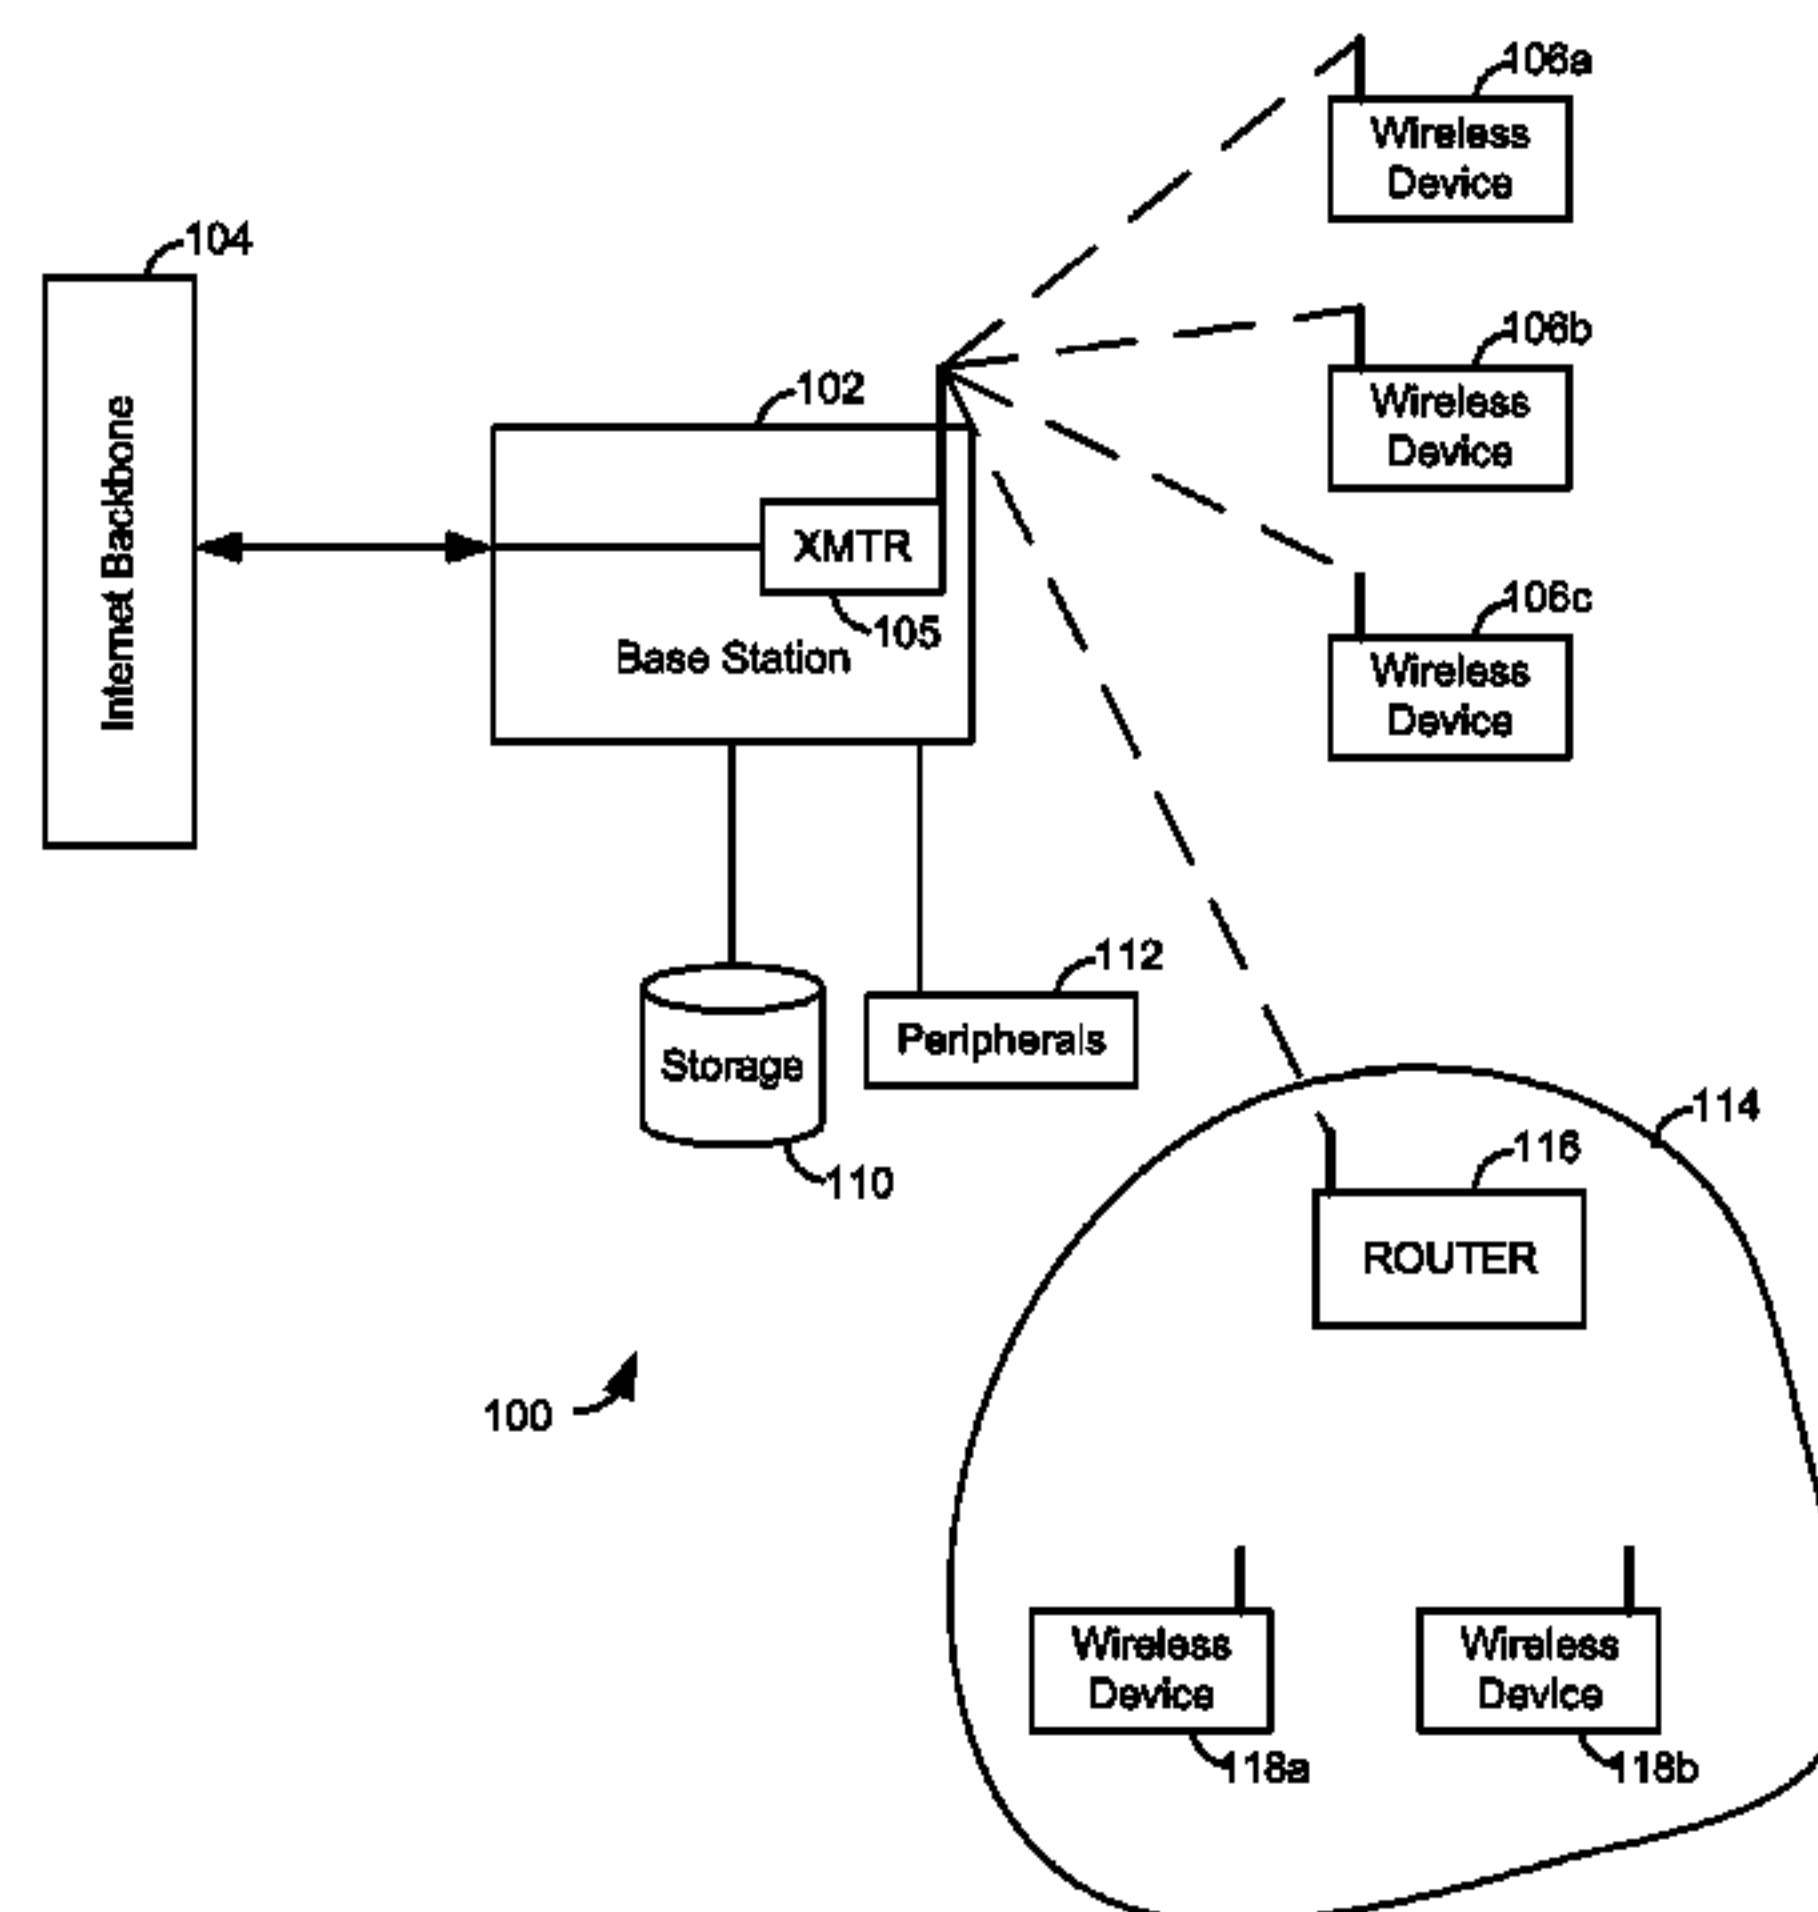 106a
Wireless
Device
104
Internet Backbone
106b
Wireless
Device
102
XMTR
105
Base Station
106c
Wireless
Device
112
Peripherals
Storage
110
114
116
ROUTER
100
Wireless
Device
118a
Wireless
Device
118b